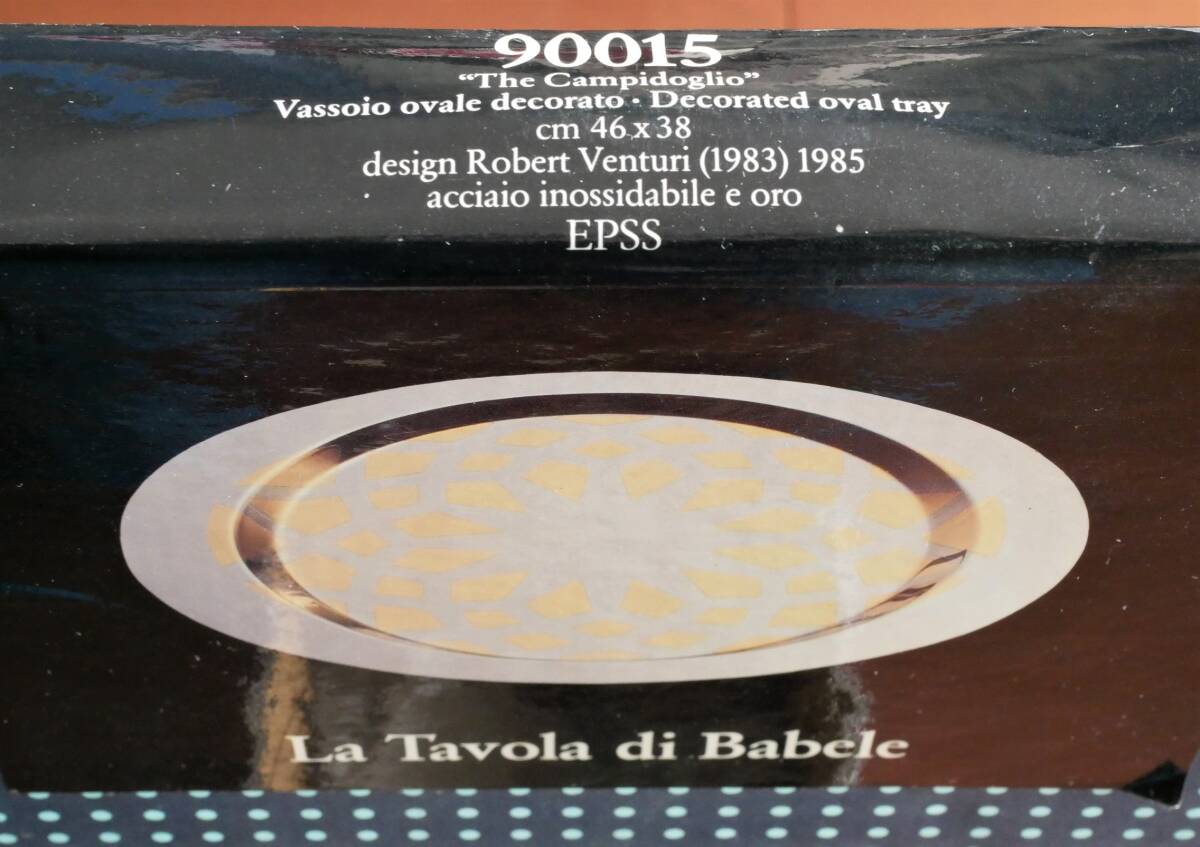 90015
“The Campidoglio”
Vassoio ovale decorato · Decorated oval tray
cm 46 x 38
design Robert Venturi (1983) 1985
acciaio inossidabile e oro
EPSS
La Tavola di Babele